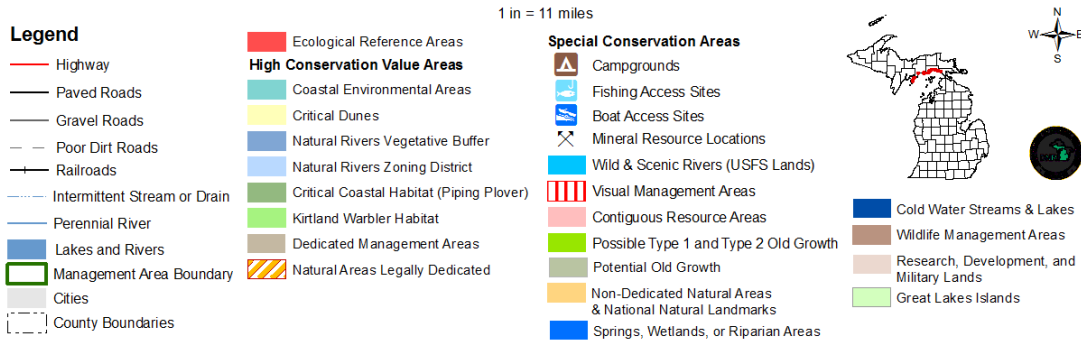 1 in = 11 miles
Legend
Highway
Paved Roads
Gravel Roads
Poor Dirt Roads
Railroads
Intermittent Stream or Drain
Perennial River
Lakes and Rivers
Management Area Boundary
Cities
County Boundaries
Ecological Reference Areas
High Conservation Value Areas
Coastal Environmental Areas
Critical Dunes
Natural Rivers Vegetative Buffer
Natural Rivers Zoning District
Critical Coastal Habitat (Piping Plover)
Kirtland Warbler Habitat
Dedicated Management Areas
Natural Areas Legally Dedicated
Special Conservation Areas
Campgrounds
Fishing Access Sites
Boat Access Sites
Mineral Resource Locations
Wild & Scenic Rivers (USFS Lands)
Visual Management Areas
Contiguous Resource Areas
Possible Type 1 and Type 2 Old Growth
Potential Old Growth
Non-Dedicated Natural Areas
& National Natural Landmarks
Springs, Wetlands, or Riparian Areas
Cold Water Streams & Lakes
Wildlife Management Areas
Research, Development, and
Military Lands
Great Lakes Islands
N
W E
S